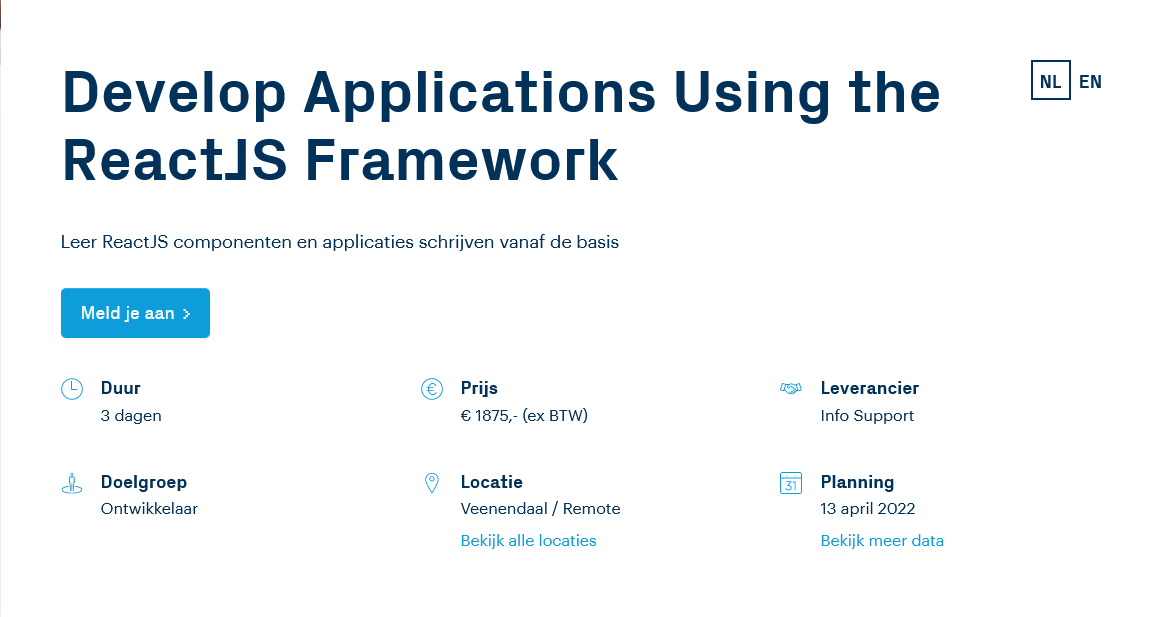 Develop Applications Using the
ReactJS Framework
NL EN
Leer ReactJS componenten en applicaties schrijven vanaf de basis
Meld je aan >
Duur
3 dagen
Prijs
€ 1875,- (ex BTW)
Leverancier
Info Support
Doelgroep
Ontwikkelaar
Locatie
Veenendaal / Remote
Bekijk alle locaties
31
Planning
13 april 2022
Bekijk meer data